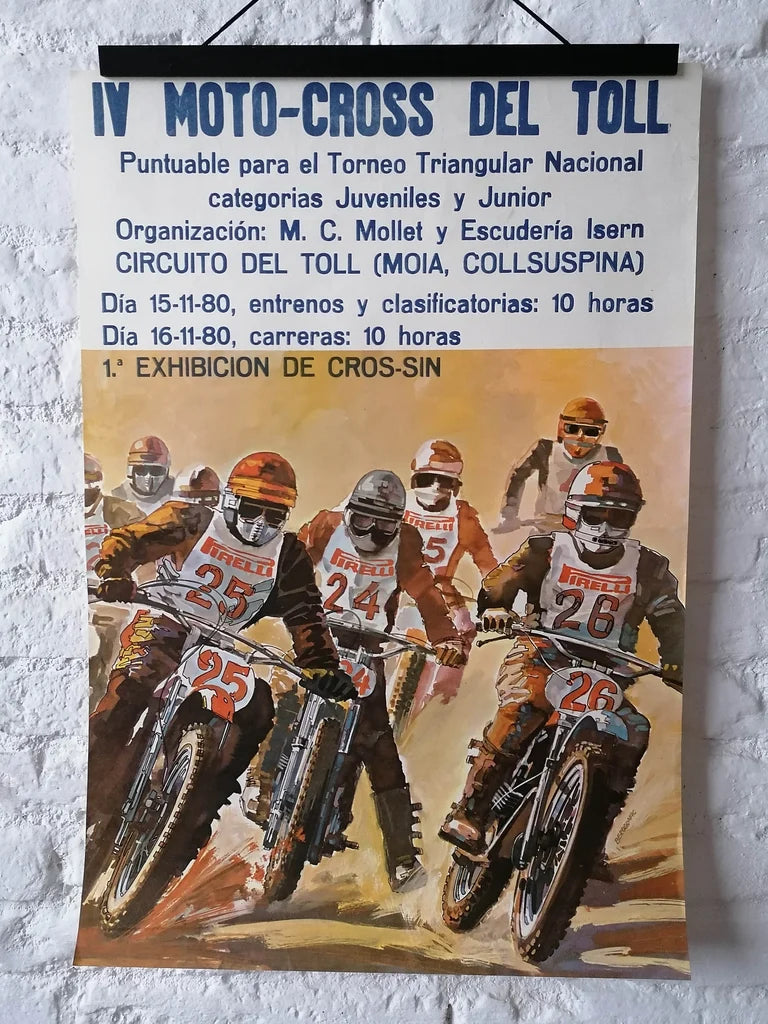 IV MOTO-CROSS DEL TOLL
Puntuable para el Torneo Triangular Nacional
categorias Juveniles y Junior
Organización: M. C. Mollet y Escudería Isern
CIRCUITO DEL TOLL (MOIA, COLLSUSPINA)
Día 15-11-80, entrenos y clasificatorias: 10 horas
Día 16-11-80, carreras: 10 horas
1.ª EXHIBICION DE CROS-SIN
PIRELLI
25
PIRELLI
24
PIRELLI
5
PIRELLI
26
25
24
26